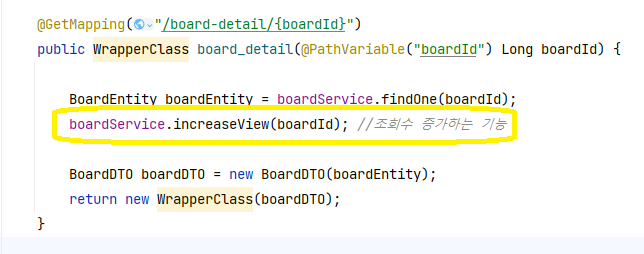 @GetMapping("/board-detail/{boardId}")
public WrapperClass board_detail(@PathVariable("boardId") Long boardId) {
BoardEntity boardEntity = boardService.findOne(boardId);
boardService.increaseView(boardId); //조회수 증가하는 기능
BoardDTO boardDTO = new BoardDTO(boardEntity);
return new WrapperClass(boardDTO);
}